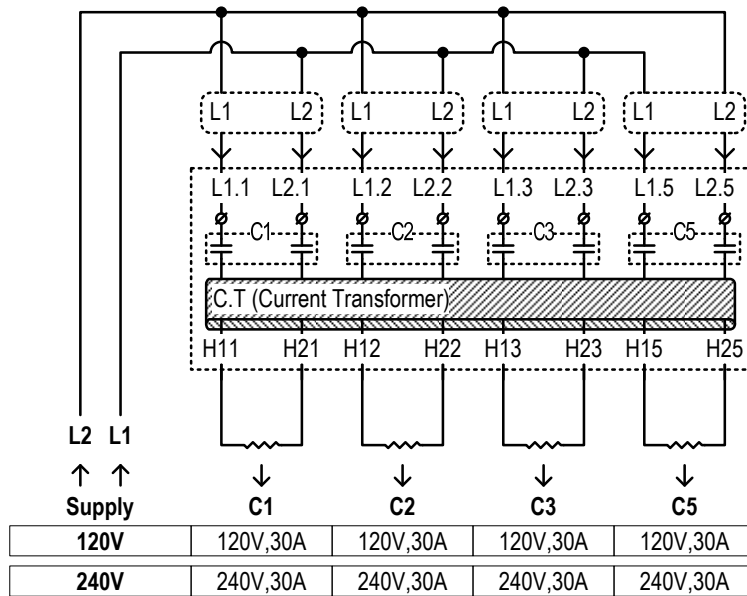 L1 L2 L1 L2 L1 L2 L1 L2
L1.1 L2.1 L1.2 L2.2 L1.3 L2.3 L1.5 L2.5
C1 C2 C3 C5
C.T (Current Transformer)
H11 H21 H12 H22 H13 H23 H15 H25
L2 L1
Supply C1 C2 C3 C5
120V 120V,30A 120V,30A 120V,30A 120V,30A
240V 240V,30A 240V,30A 240V,30A 240V,30A